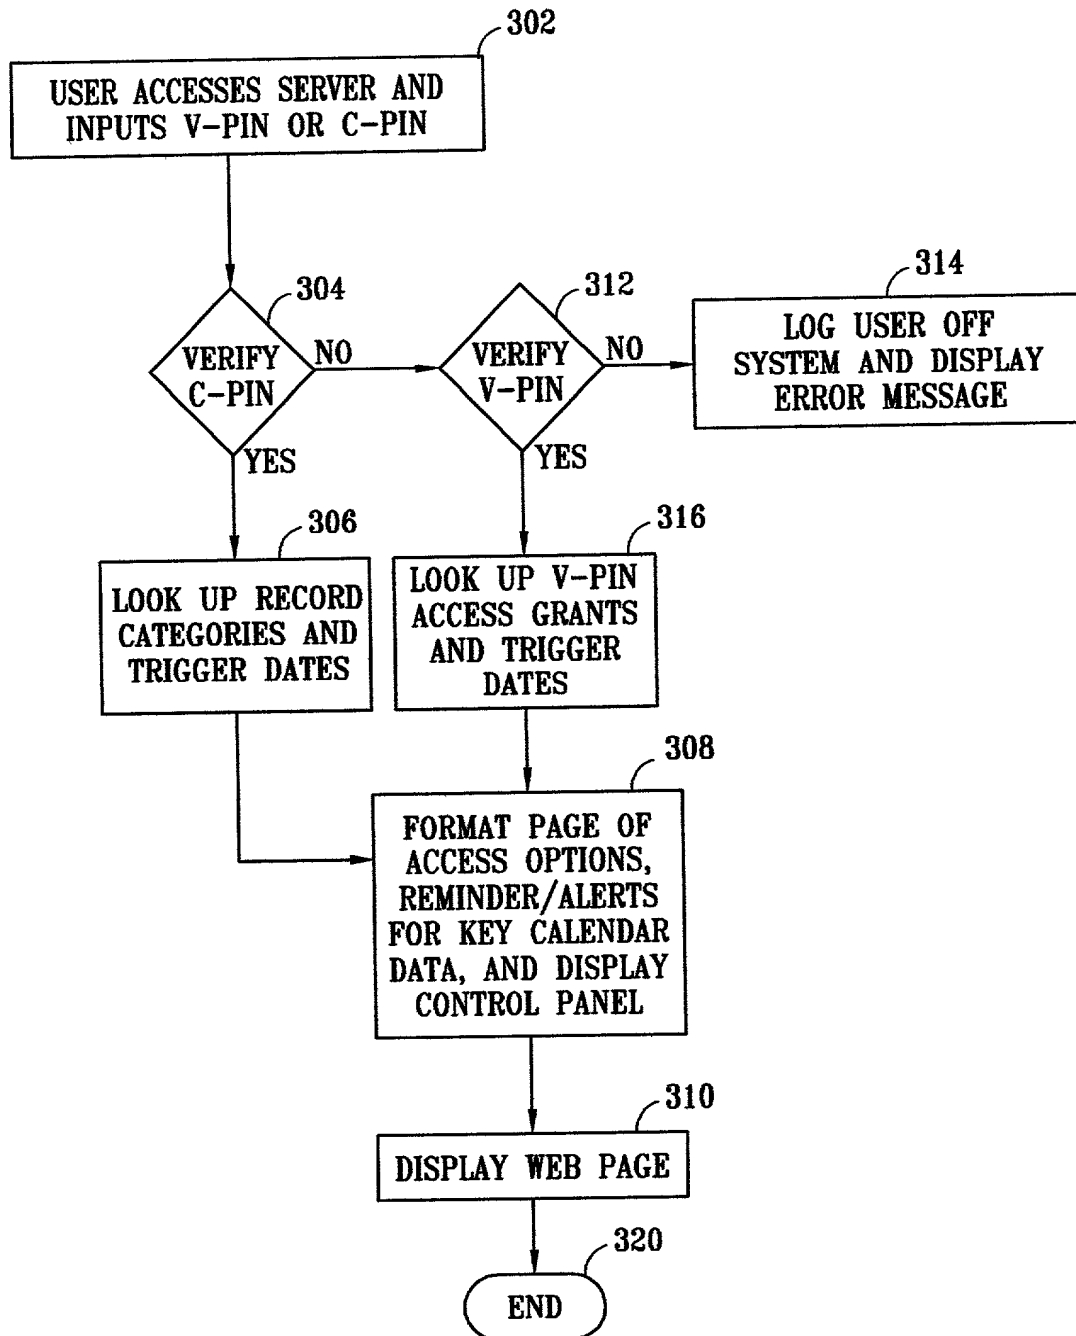 302
USER ACCESSES SERVER AND
INPUTS V-PIN OR C-PIN
304
VERIFY
C-PIN
NO
YES
312
VERIFY
V-PIN
NO
YES
314
LOG USER OFF
SYSTEM AND DISPLAY
ERROR MESSAGE
306
LOOK UP RECORD
CATEGORIES AND
TRIGGER DATES
316
LOOK UP V-PIN
ACCESS GRANTS
AND TRIGGER
DATES
308
FORMAT PAGE OF
ACCESS OPTIONS,
REMINDER/ALERTS
FOR KEY CALENDAR
DATA, AND DISPLAY
CONTROL PANEL
310
DISPLAY WEB PAGE
320
END